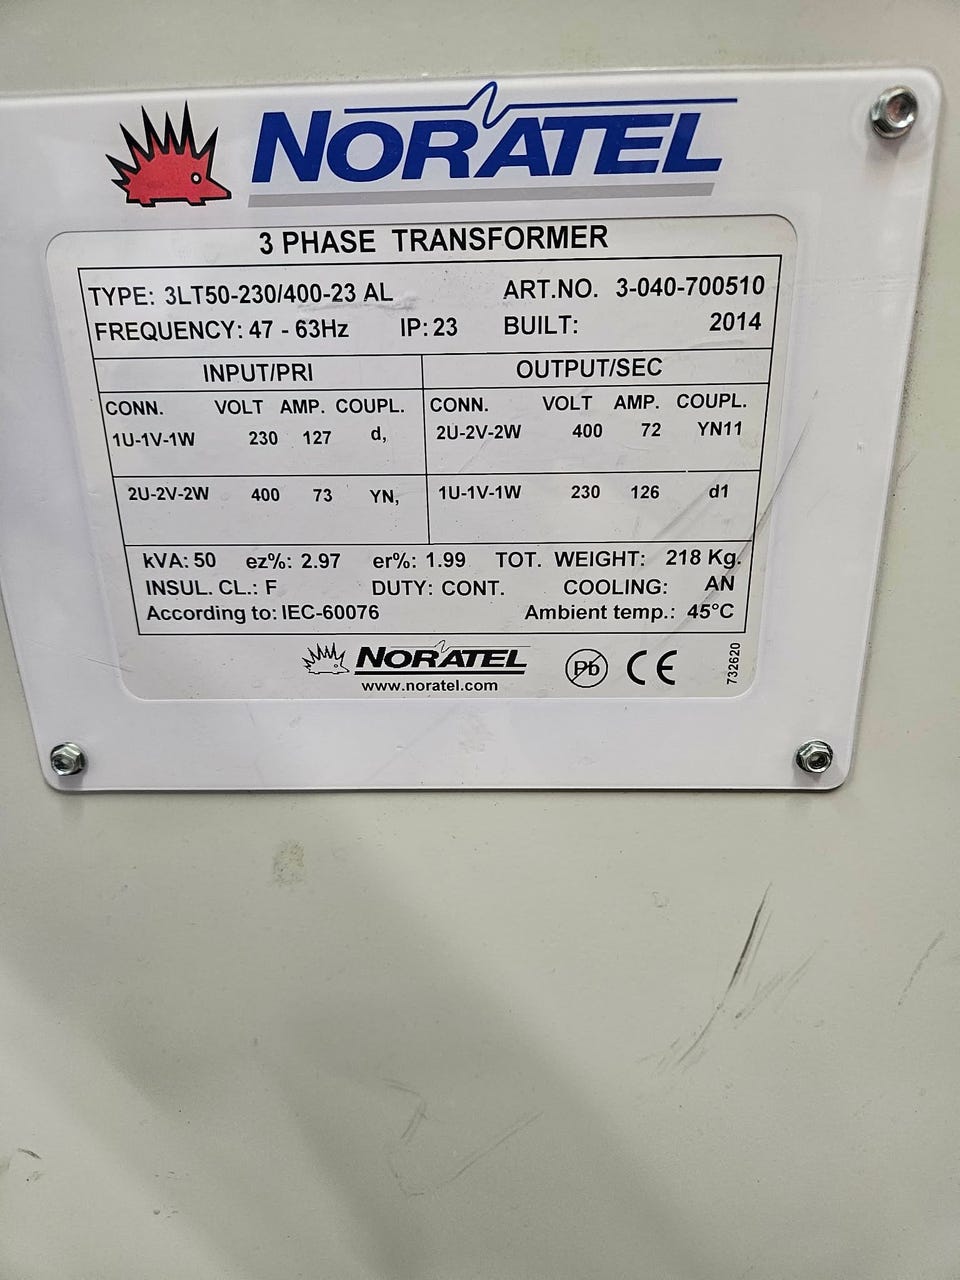 NORATEL
3 PHASE TRANSFORMER
TYPE: 3LT50-230/400-23 AL ART.NO. 3-040-700510
FREQUENCY: 47 - 63Hz IP: 23 BUILT: 2014
INPUT/PRI OUTPUT/SEC
CONN. VOLT AMP. COUPL. CONN. VOLT AMP. COUPL.
1U-1V-1W 230 127 d, 2U-2V-2W 400 72 YN11
2U-2V-2W 400 73 YN, 1U-1V-1W 230 126 d1
kVA: 50 ez%: 2.97 er%: 1.99 TOT. WEIGHT: 218 Kg.
INSUL. CL.: F DUTY: CONT. COOLING: AN
According to: IEC-60076 Ambient temp.: 45°C
NORATEL
www.noratel.com
Pb
CE
732620